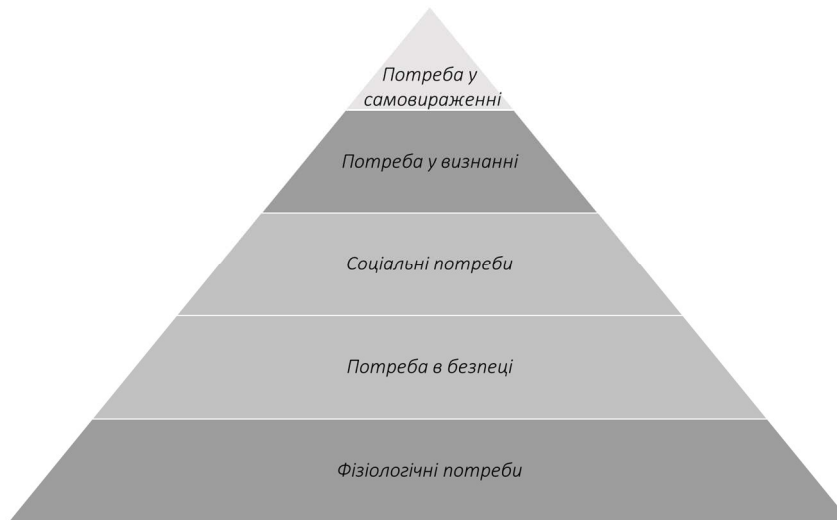 Потреба у
самовираженні
Потреба у визнанні
Соціальні потреби
Потреба в безпеці
Фізіологічні потреби